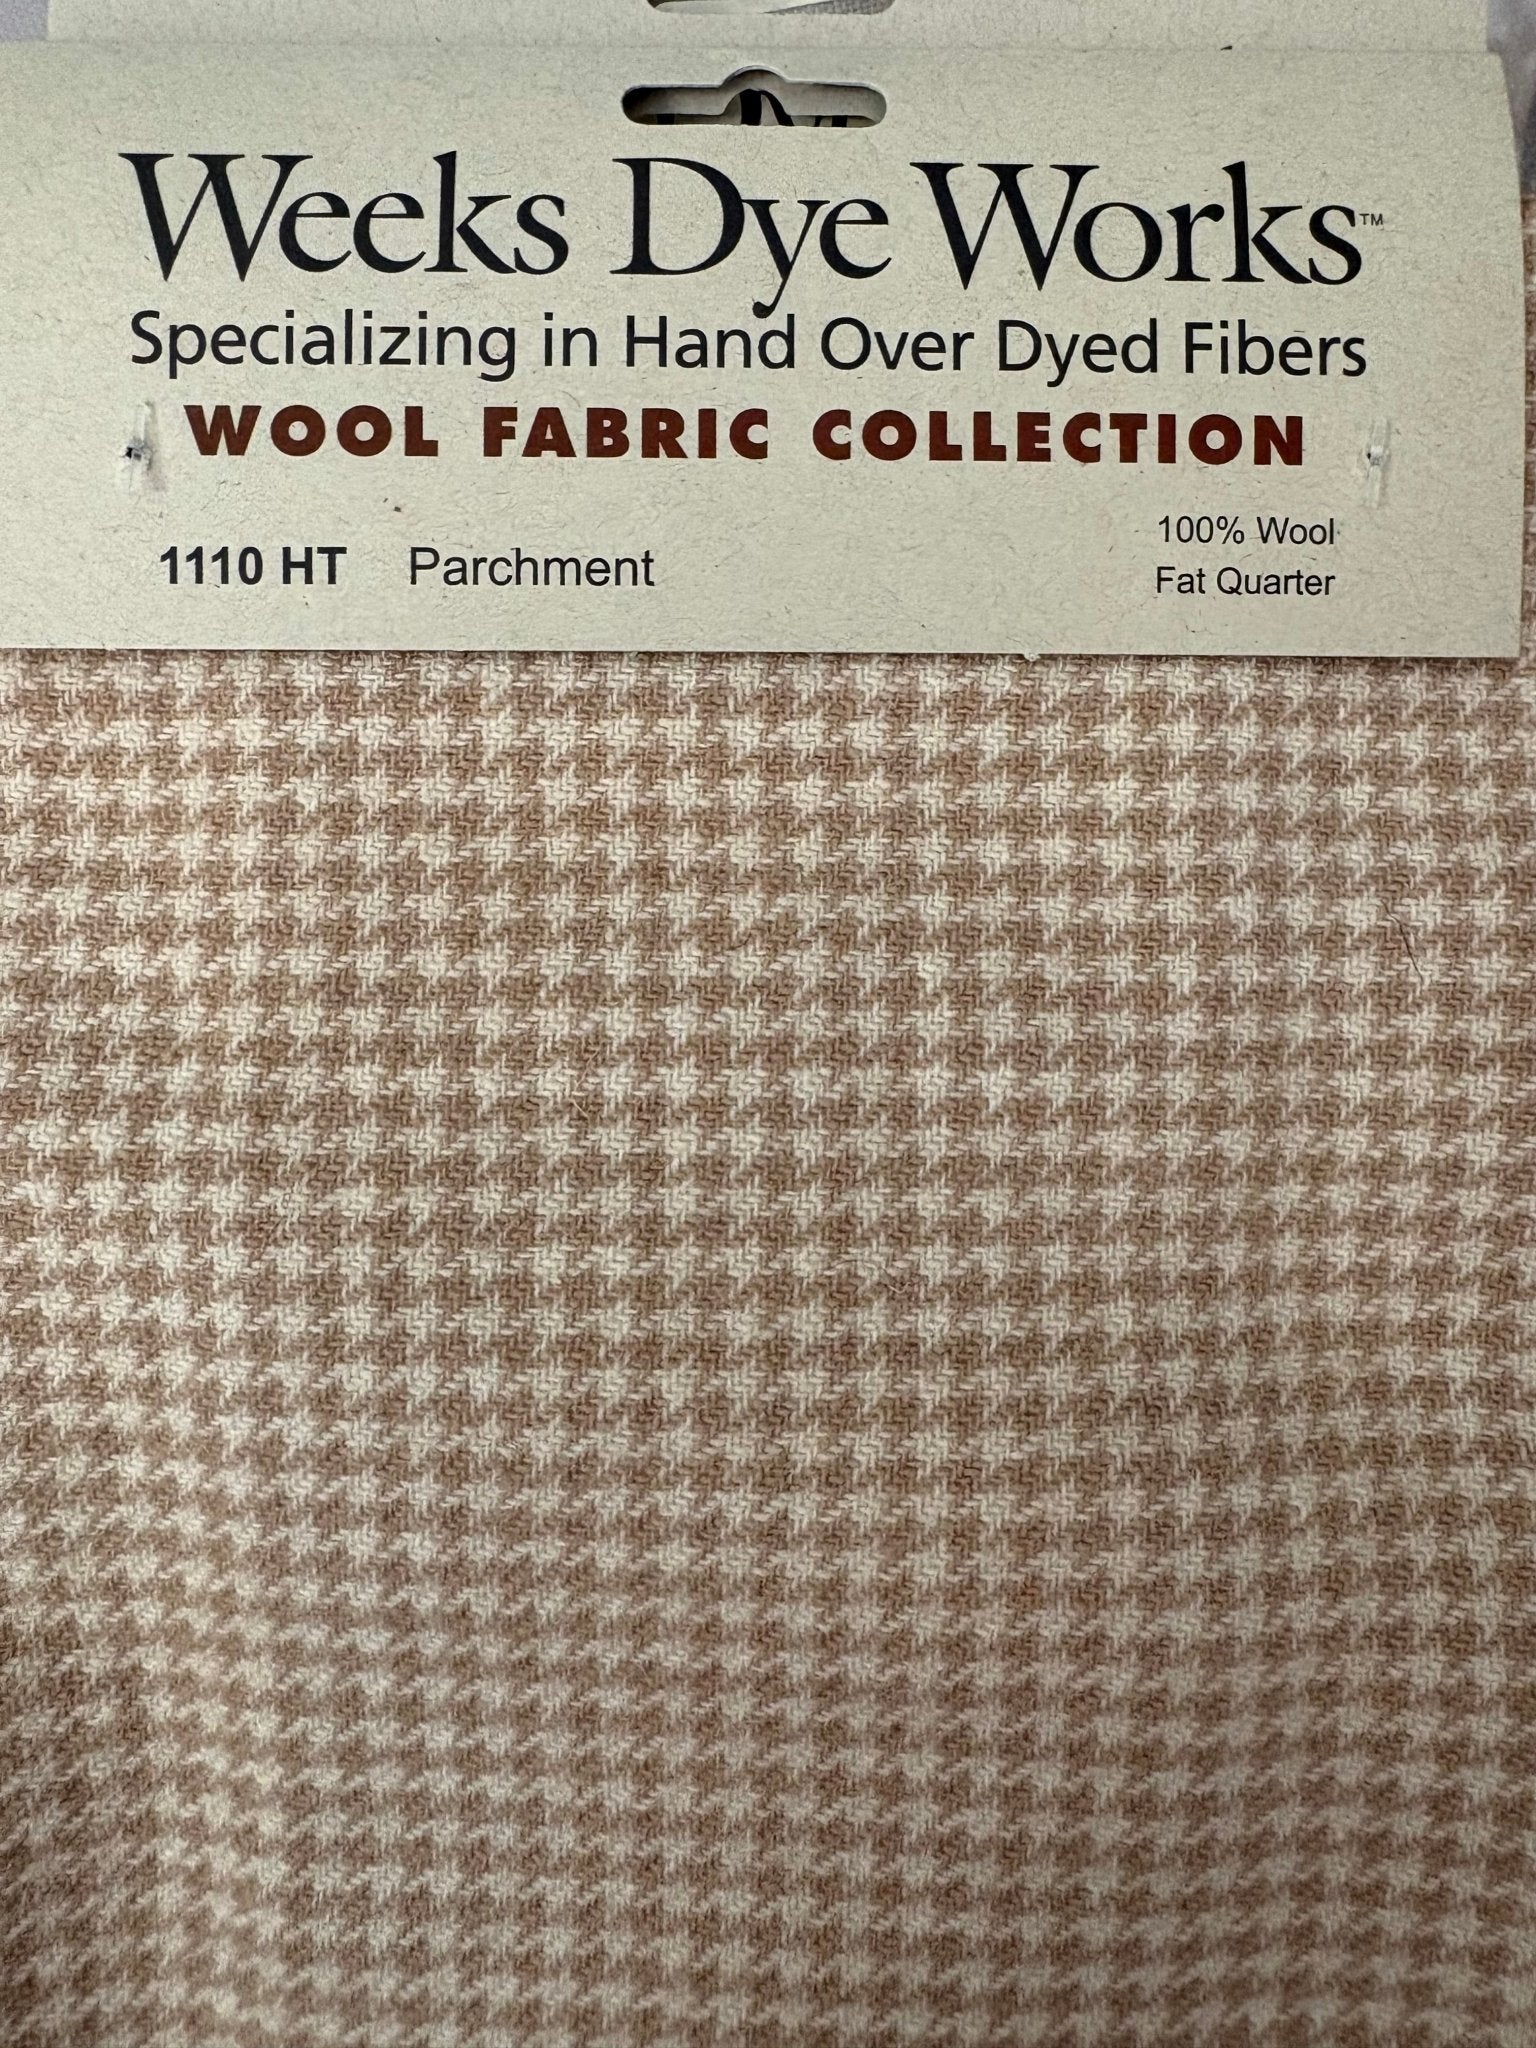 Weeks Dye Works™
Specializing in Hand Over Dyed Fibers
WOOL FABRIC COLLECTION
1110 HT Parchment
100% Wool
Fat Quarter